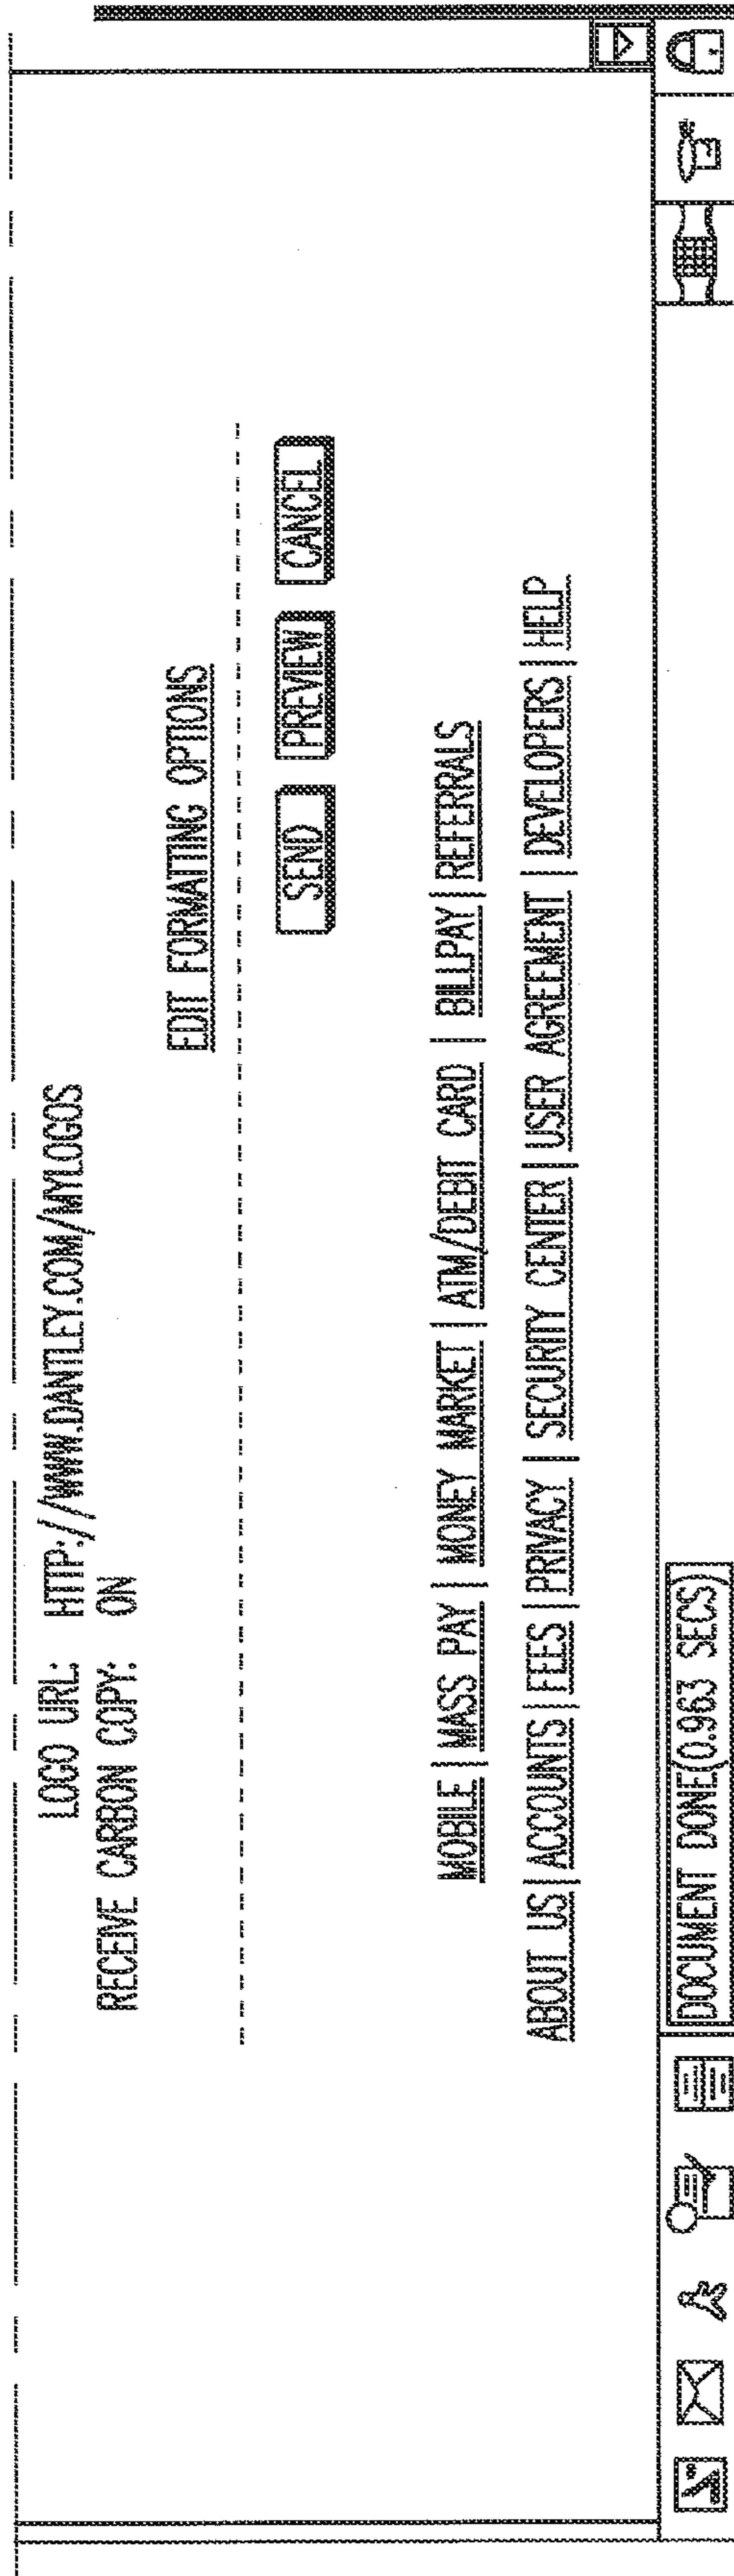 LOGO URL: HTTP://WWW.DANTLEY.COM/MYLOGOS
RECEIVE CARBON COPY: ON
EDIT FORMATTING OPTIONS
SEND PREVIEW CANCEL
MOBILE | MASS PAY | MONEY MARKET | ATM/DEBIT CARD | BILLPAY | REFERRALS
ABOUT US | ACCOUNTS | FEES | PRIVACY | SECURITY CENTER | USER AGREEMENT | DEVELOPERS | HELP
DOCUMENT DONE(0.963 SECS)